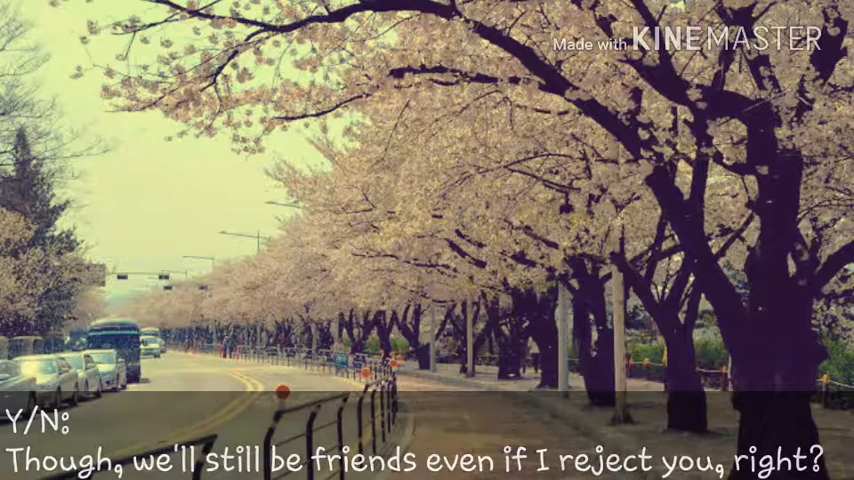 Made with KINEMASTER
Y/N:
Though, we'll still be friends even if I reject you, right?